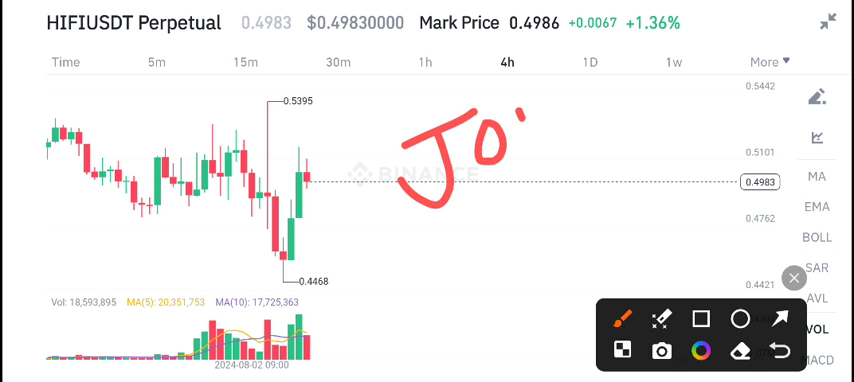 HIFIUSDT Perpetual 0.4983 $0.49830000 Mark Price 0.4986 +0.0067 +1.36%
Time 5m 15m 30m 1h 4h 1D 1w More
0.5442
0.5395
JO'
0.5101
BINANCE
MA
0.4983
EMA
0.4762
BOLL
SAR
0.4468
0.4421
AVL
Vol: 18,593,895 MA(5): 20,351,753 MA(10): 17,725,363
VOL
MACD
2024-08-02 09:00